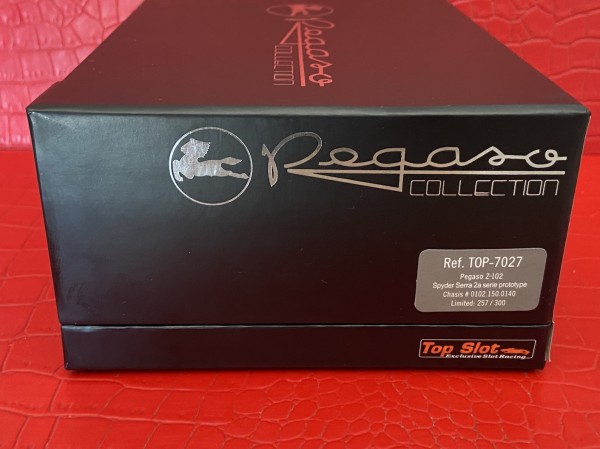 Pegaso
COLLECTION
Pegaso
COLLECTION
Ref. TOP-7027
Pegaso Z-102
Spyder Serra 2a serie prototype
Chasis # 0102.150.0140
Limited: 257 / 300
Top Slot
Exclusive Slot Racing